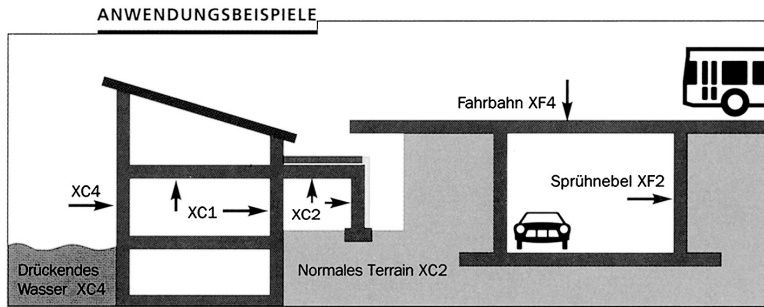 ANWENDUNGSBEISPIELE
Fahrbahn XF4
XC4
XC1
XC2
Sprühnebel XF2
Drückendes
Wasser XC4
Normales Terrain XC2